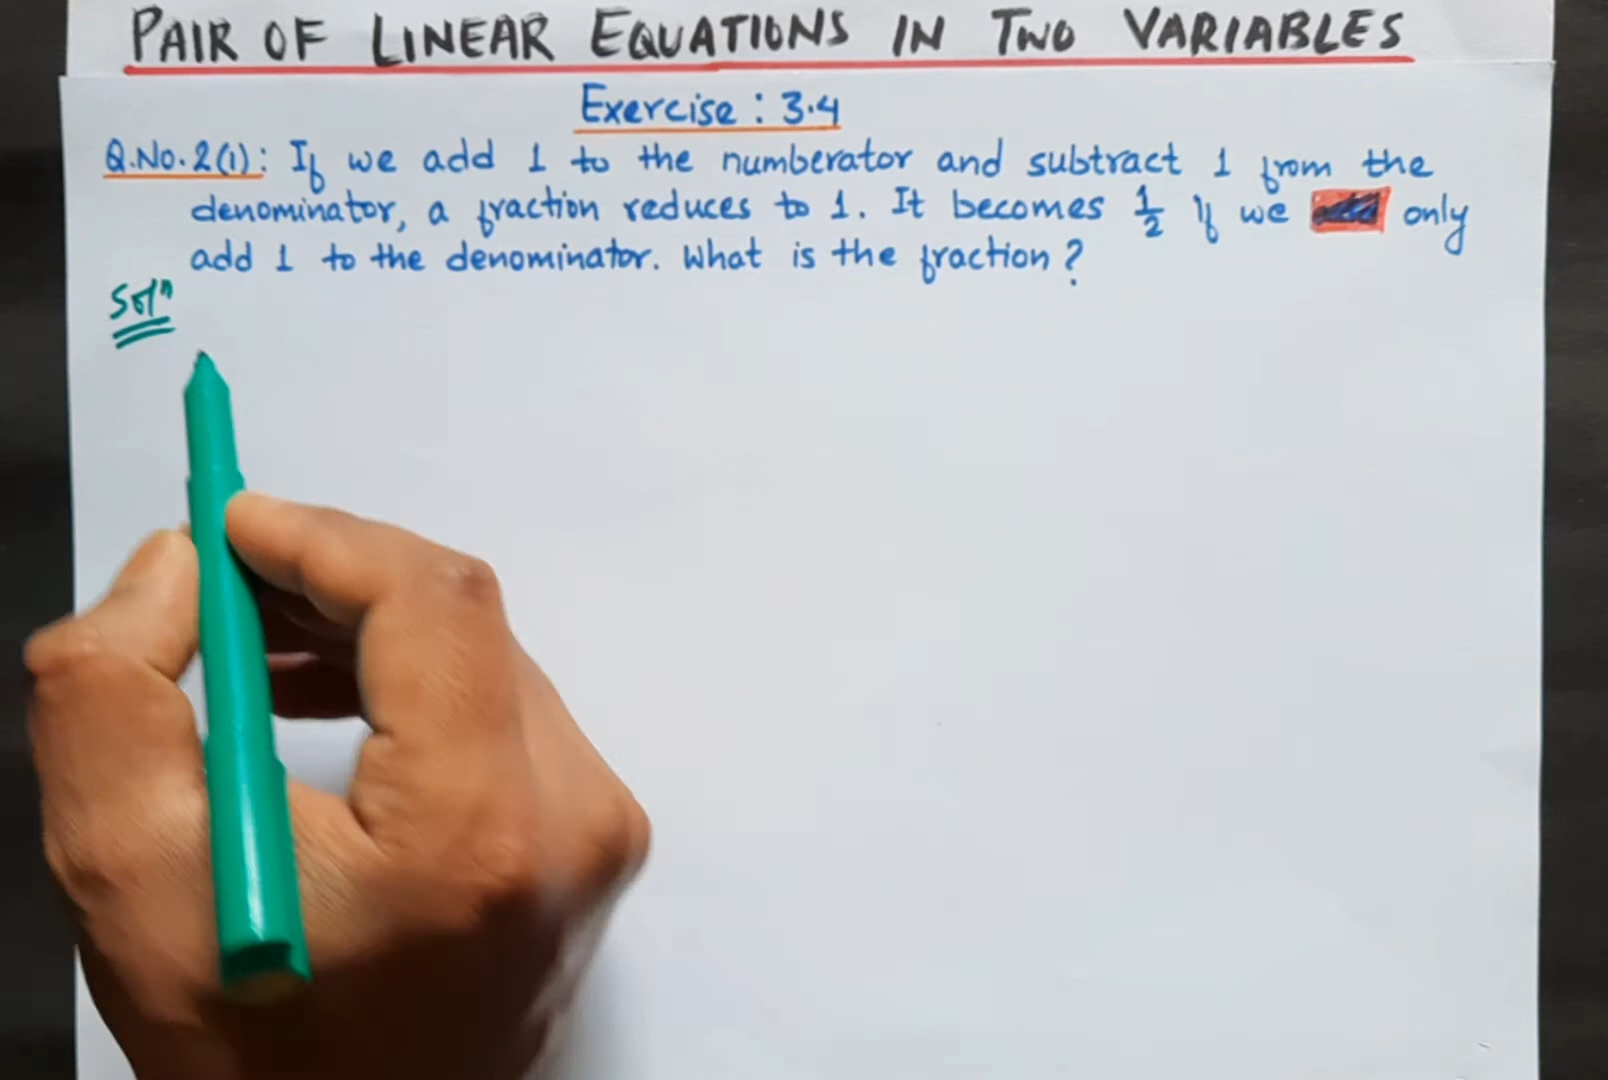 PAIR OF LINEAR EQUATIONS IN TWO VARIABLES
Exercise : 3.4
Q.No.2(1): If we add 1 to the numberator and subtract 1 from the
denominator, a fraction reduces to 1. It becomes 1/2 if we only
add 1 to the denominator. What is the fraction?
Solⁿ